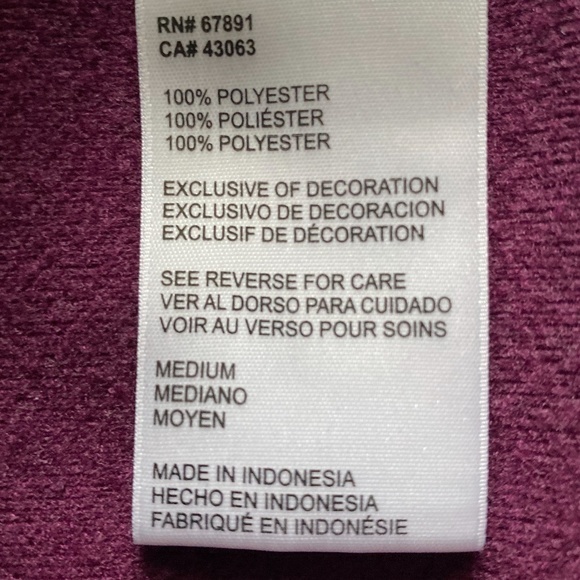 RN# 67891
CA# 43063
100% POLYESTER
100% POLIÉSTER
100% POLYESTER
EXCLUSIVE OF DECORATION
EXCLUSIVO DE DECORACION
EXCLUSIF DE DÉCORATION
SEE REVERSE FOR CARE
VER AL DORSO PARA CUIDADO
VOIR AU VERSO POUR SOINS
MEDIUM
MEDIANO
MOYEN
MADE IN INDONESIA
HECHO EN INDONESIA
FABRIQUÉ EN INDONÉSIE